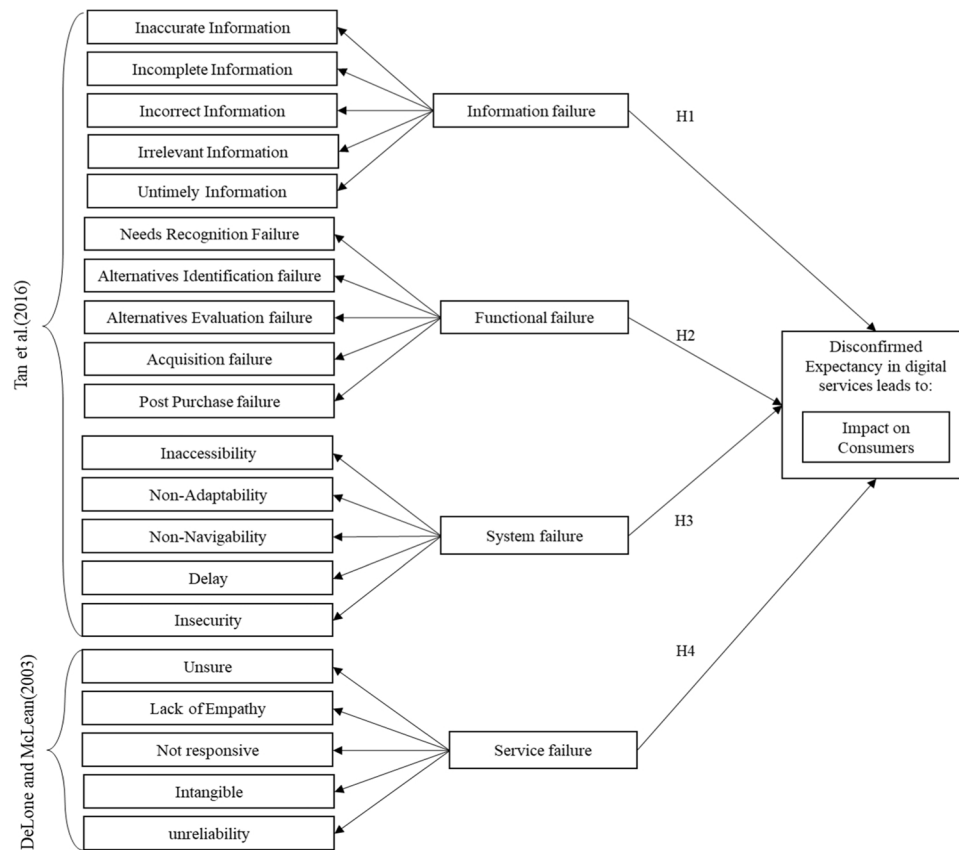 Tan et al.(2016)
Inaccurate Information
Incomplete Information
Incorrect Information
Irrelevant Information
Untimely Information
Information failure
H1
Needs Recognition Failure
Alternatives Identification failure
Alternatives Evaluation failure
Acquisition failure
Post Purchase failure
Functional failure
H2
Inaccessibility
Non-Adaptability
Non-Navigability
Delay
Insecurity
System failure
H3
DeLone and McLean(2003)
Unsure
Lack of Empathy
Not responsive
Intangible
unreliability
Service failure
H4
Disconfirmed
Expectancy in digital
services leads to:
Impact on
Consumers